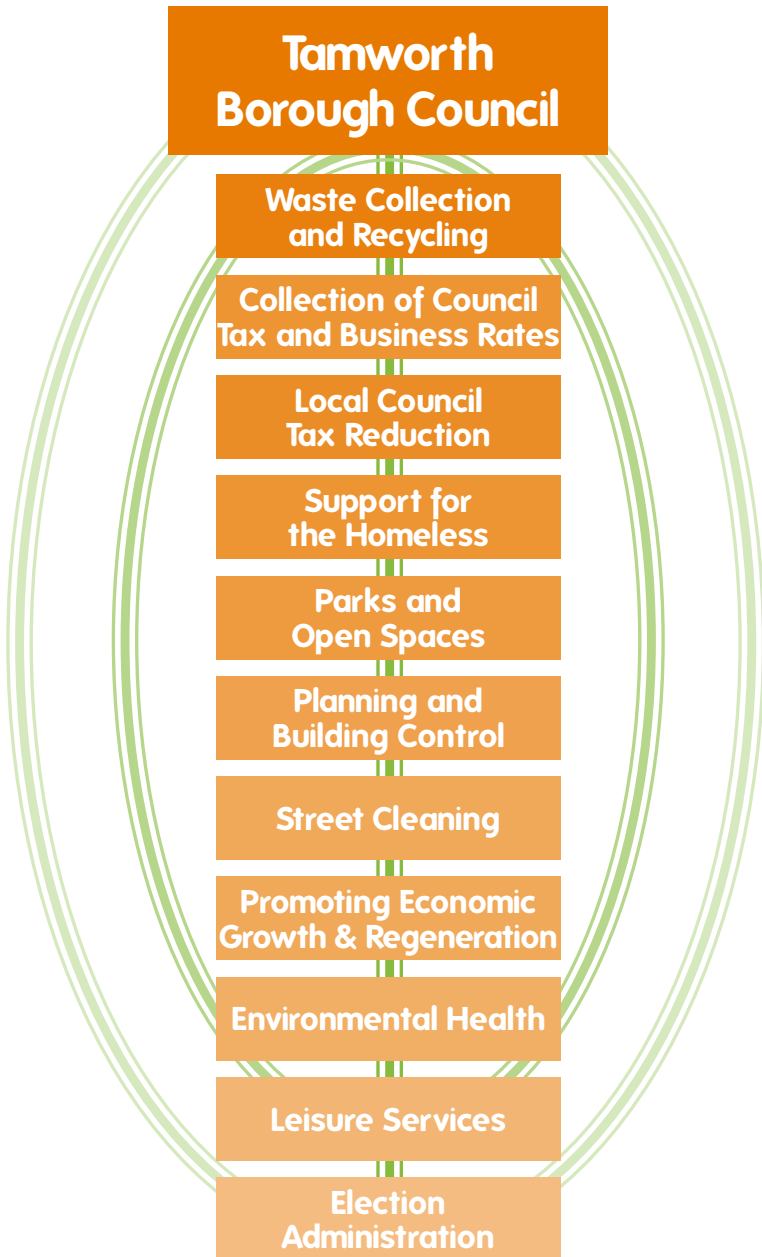 Tamworth
Borough Council
Waste Collection
and Recycling
Collection of Council
Tax and Business Rates
Local Council
Tax Reduction
Support for
the Homeless
Parks and
Open Spaces
Planning and
Building Control
Street Cleaning
Promoting Economic
Growth & Regeneration
Environmental Health
Leisure Services
Election
Administration